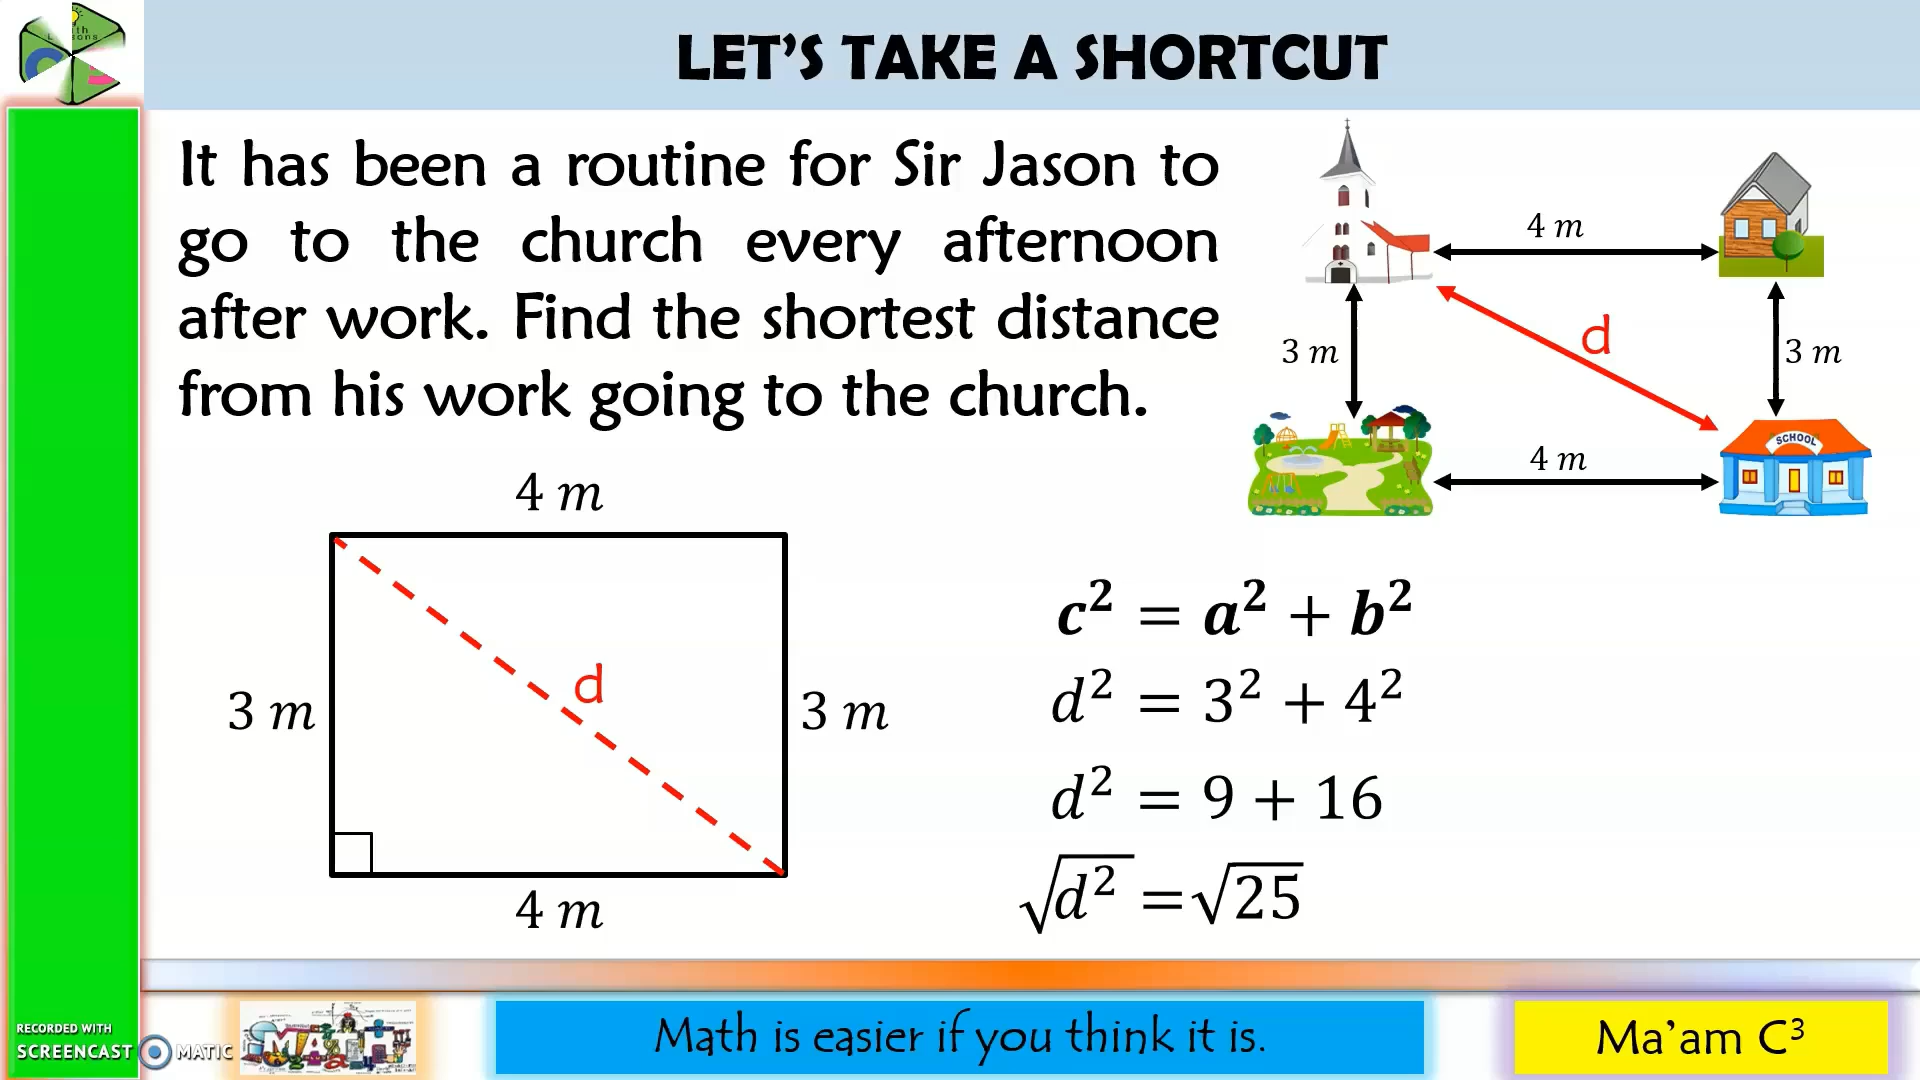 LET'S TAKE A SHORTCUT
It has been a routine for Sir Jason to
go to the church every afternoon
after work. Find the shortest distance
from his work going to the church.
4 m
3 m
d
3 m
4 m
SCHOOL
4 m
3 m
d
3 m
4 m
c² = a² + b²
d² = 3² + 4²
d² = 9 + 16
√d² = √25
RECORDED WITH
SCREENCAST MATIC
MATH
Math is easier if you think it is.
Ma'am C³